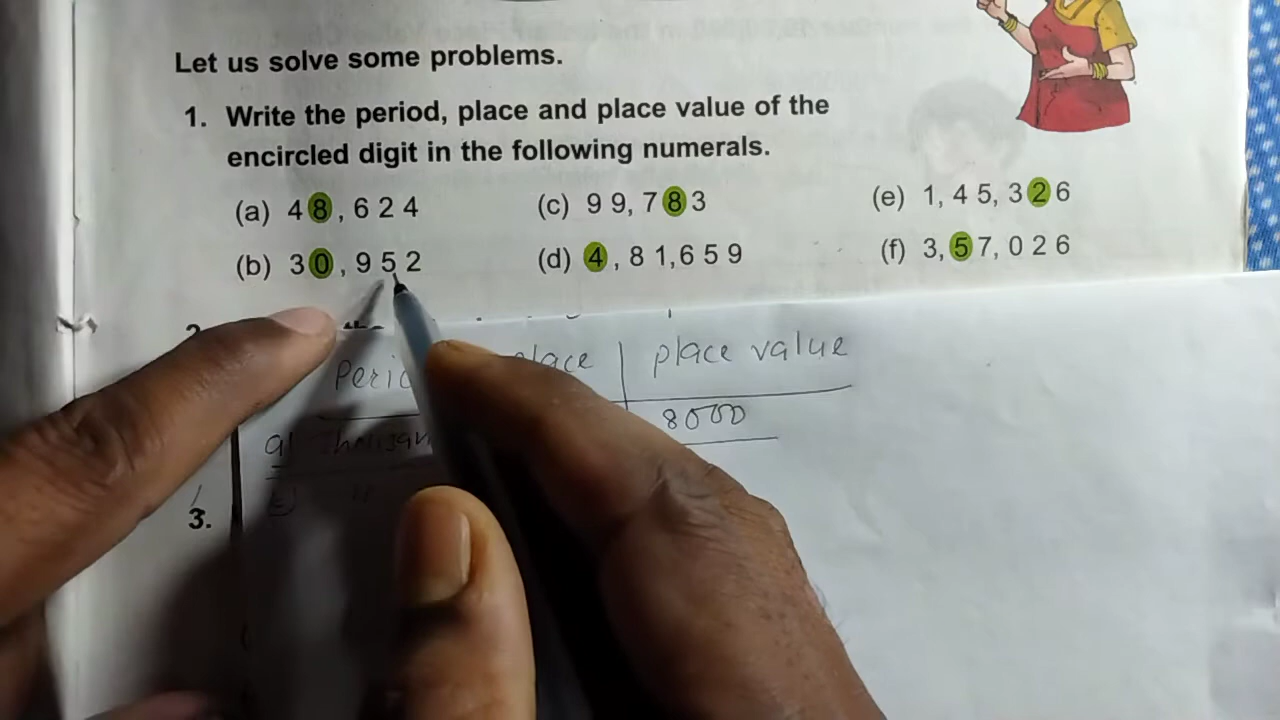 Let us solve some problems.
1. Write the period, place and place value of the
encircled digit in the following numerals.
(a) 48,624 (c) 99,783 (e) 1,45,326
(b) 30,952 (d) 4,81,659 (f) 3,57,026
place | place value
a) 8000
3.